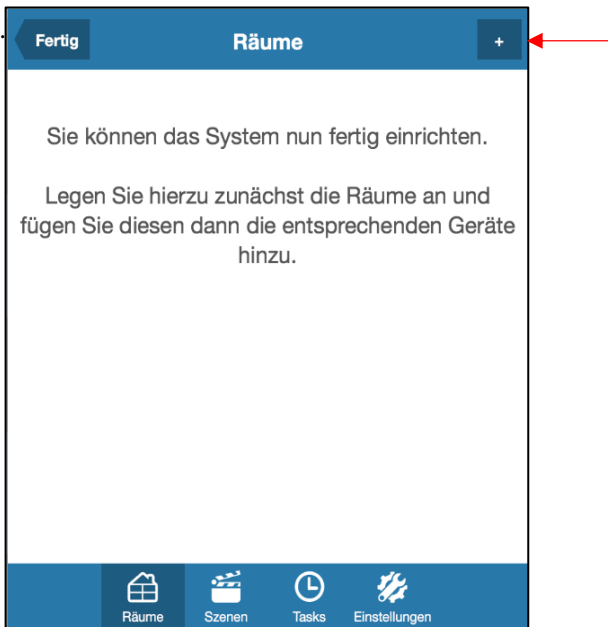 Fertig
Räume
+
Sie können das System nun fertig einrichten.
Legen Sie hierzu zunächst die Räume an und
fügen Sie diesen dann die entsprechenden Geräte
hinzu.
Räume
Szenen
Tasks
Einstellungen